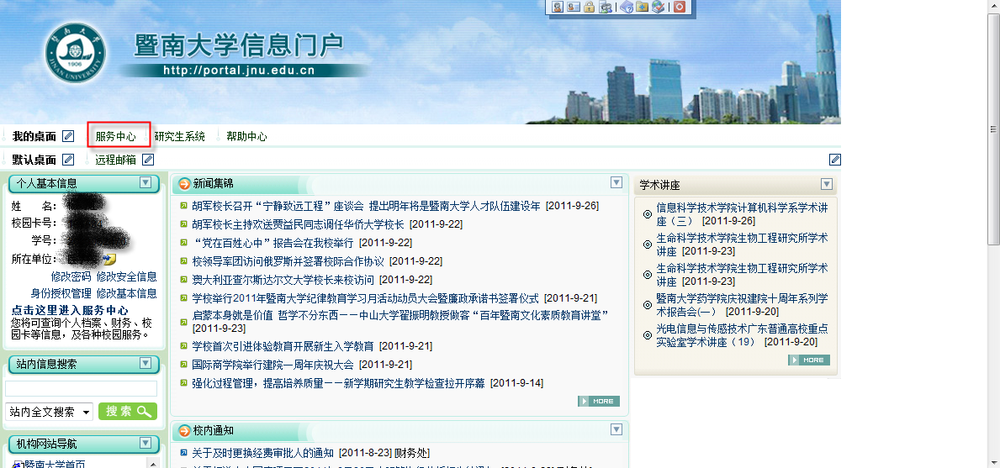 暨南大学
JINAN UNIVERSITY
1906
暨南大学信息门户
http://portal.jnu.edu.cn
我的桌面 服务中心 研究生系统 帮助中心
默认桌面 远程邮箱
个人基本信息
姓 名:
校园卡号:
学号:
所在单位:
修改密码 修改安全信息
身份授权管理 修改基本信息
点击这里进入服务中心
您将可查询个人档案、财务、校
园卡等信息，及各种校园服务。
站内信息搜索
站内全文搜索 搜索
机构网站导航
暨南大学首页
新闻集锦
胡军校长召开“宁静致远工程”座谈会 提出明年将是暨南大学人才队伍建设年 [2011-9-26]
胡军校长主持欢送贾益民同志调任华侨大学校长 [2011-9-22]
“党在百姓心中”报告会在我校举行 [2011-9-22]
校领导率团访问俄罗斯并签署校际合作协议 [2011-9-22]
澳大利亚查尔斯达尔文大学校长来校访问 [2011-9-22]
学校举行2011年暨南大学纪律教育学习月活动动员大会暨廉政承诺书签署仪式 [2011-9-21]
启蒙本身就是价值 哲学不分东西——中山大学翟振明教授做客“百年暨南文化素质教育讲堂”
[2011-9-23]
学校首次引进体验教育开展新生入学教育 [2011-9-21]
国际商学院举行建院一周年庆祝大会 [2011-9-21]
强化过程管理，提高培养质量——新学期研究生教学检查拉开序幕 [2011-9-14]
MORE
校内通知
关于及时更换经费审批人的通知 [2011-8-23] [财务处]
学术讲座
信息科学技术学院计算机科学系学术讲
座（三） [2011-9-26]
生命科学技术学院生物工程研究所学术
讲座 [2011-9-23]
生命科学技术学院生物工程研究所学术
讲座 [2011-9-23]
暨南大学药学院庆祝建院十周年系列学
术报告会(一) [2011-9-20]
光电信息与传感技术广东普通高校重点
实验室学术讲座（19） [2011-9-20]
MORE